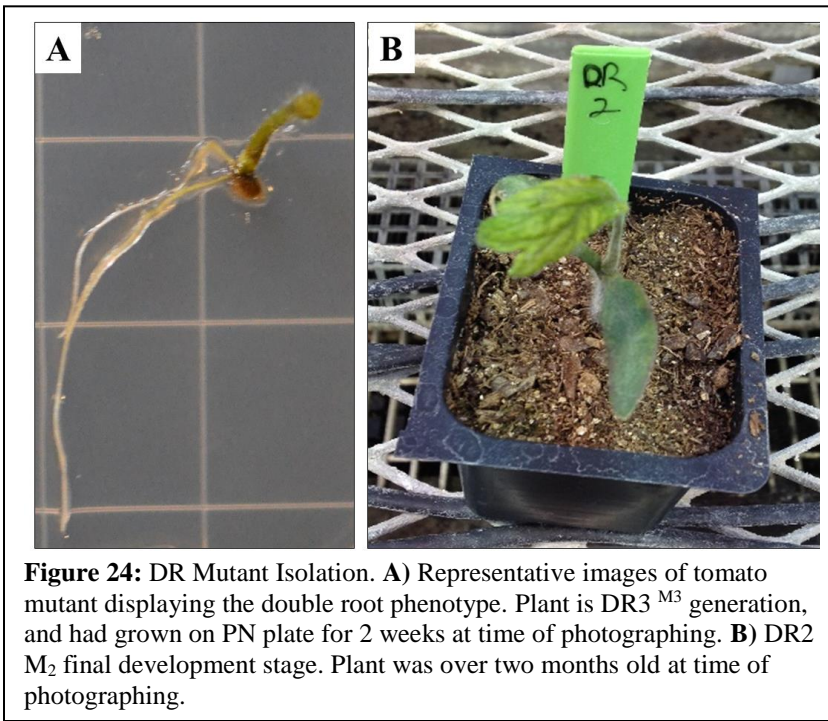 A
B
DR
2
Figure 24: DR Mutant Isolation. A) Representative images of tomato
mutant displaying the double root phenotype. Plant is DR3 ᴹ³ generation,
and had grown on PN plate for 2 weeks at time of photographing. B) DR2
M₂ final development stage. Plant was over two months old at time of
photographing.